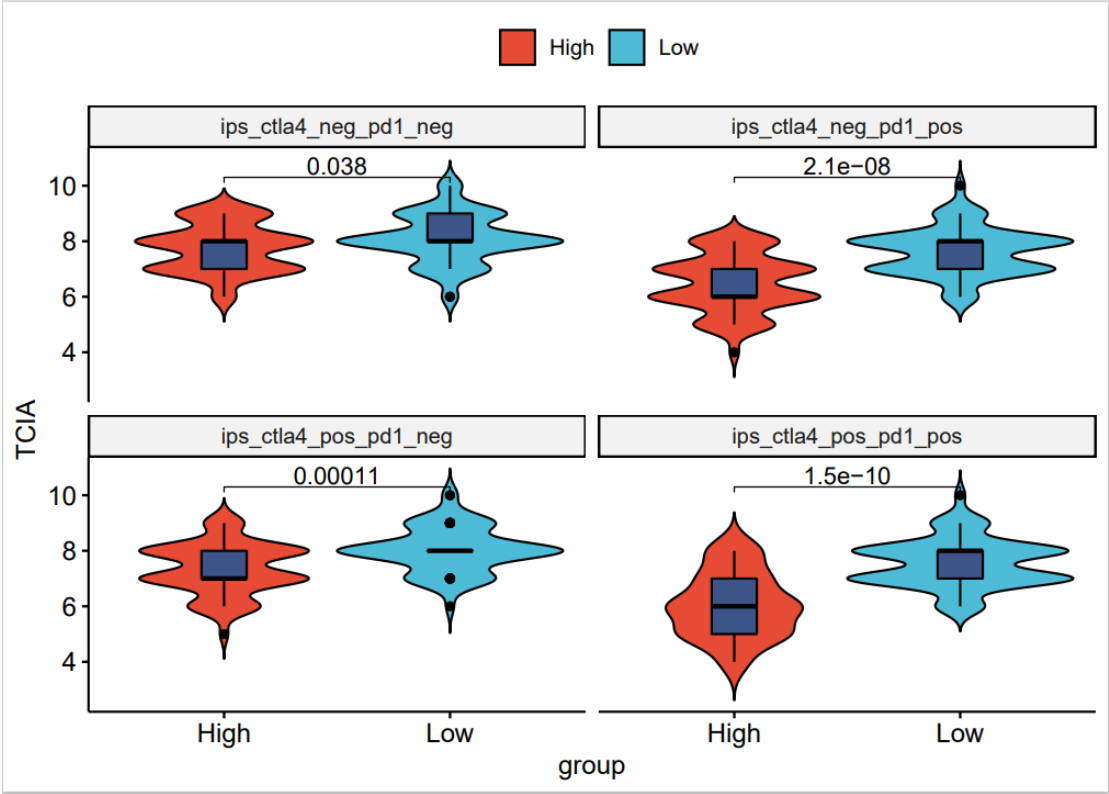 High Low
ips_ctla4_neg_pd1_neg
ips_ctla4_neg_pd1_pos
0.038
2.1e−08
10
8
6
4
TCIA
ips_ctla4_pos_pd1_neg
ips_ctla4_pos_pd1_pos
0.00011
1.5e−10
10
8
6
4
High Low High Low
group